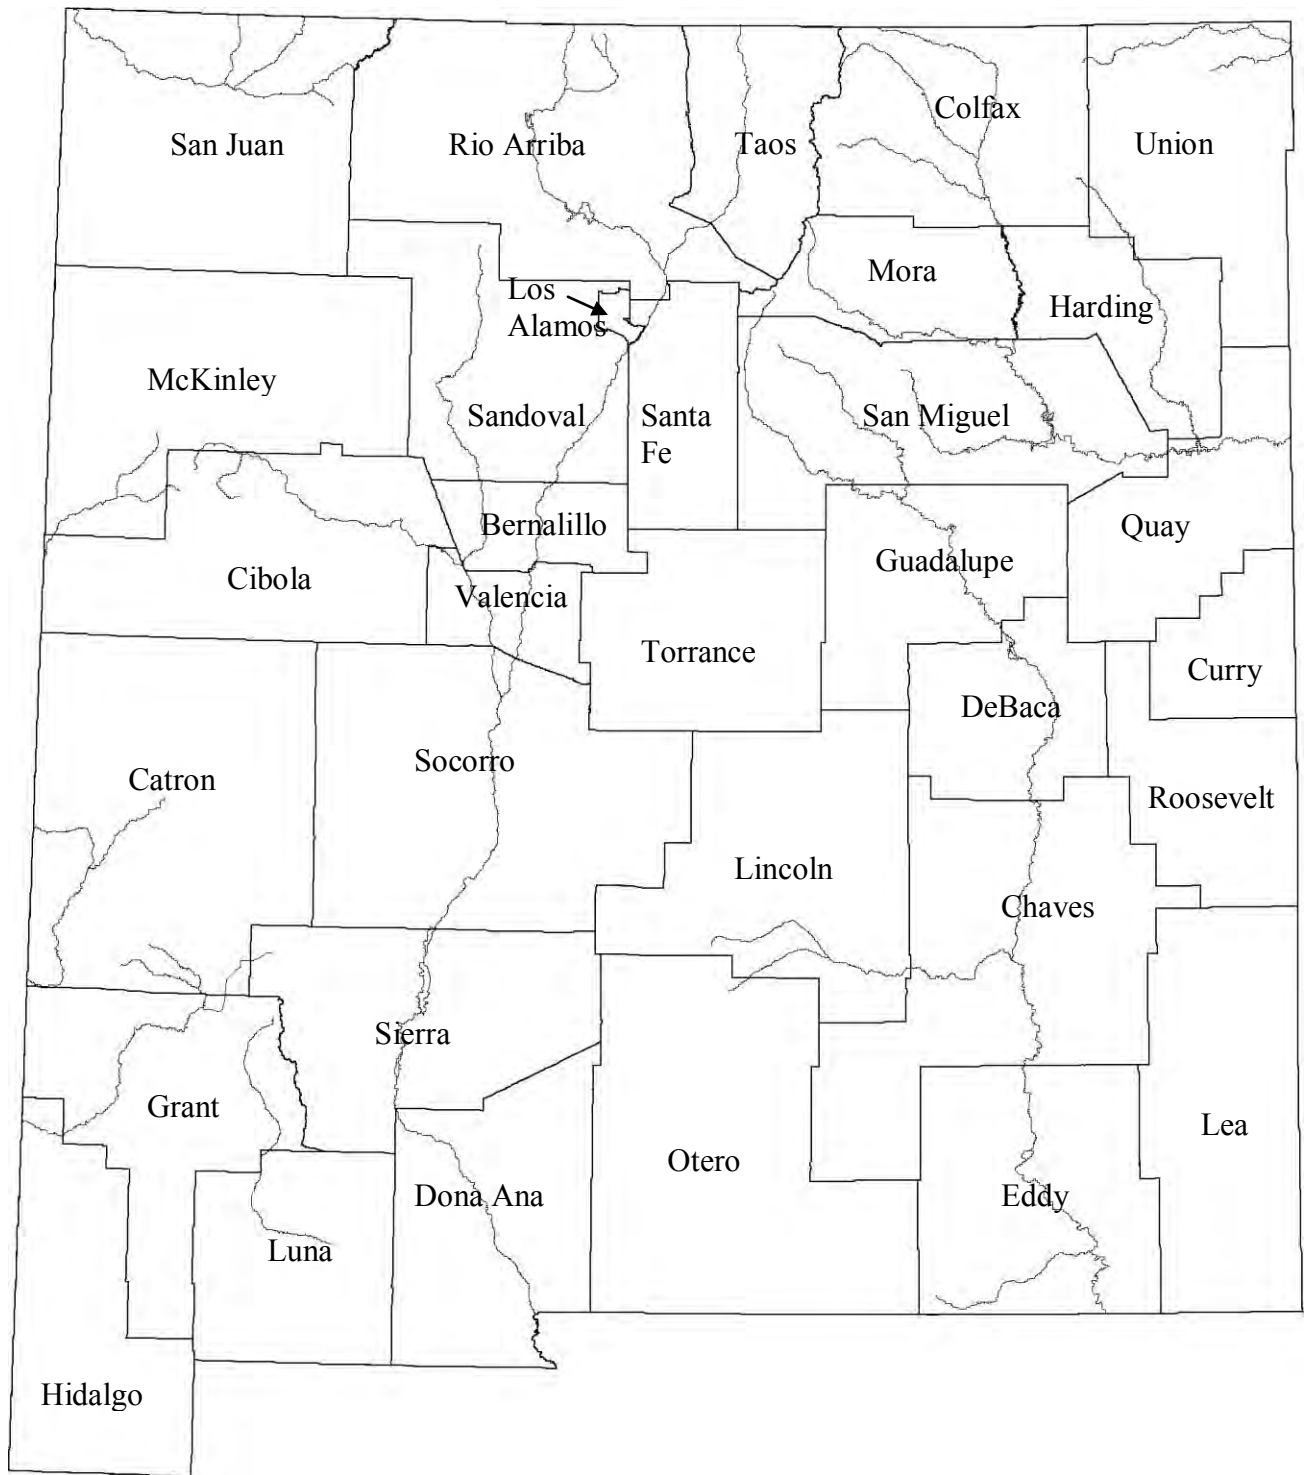 Colfax
San Juan
Rio Arriba
Taos
Union
Mora
Los
Alamos
Harding
McKinley
Sandoval
Santa
Fe
San Miguel
Bernalillo
Quay
Guadalupe
Cibola
Valencia
Torrance
Curry
DeBaca
Socorro
Catron
Roosevelt
Lincoln
Chaves
Sierra
Grant
Lea
Otero
Dona Ana
Eddy
Luna
Hidalgo